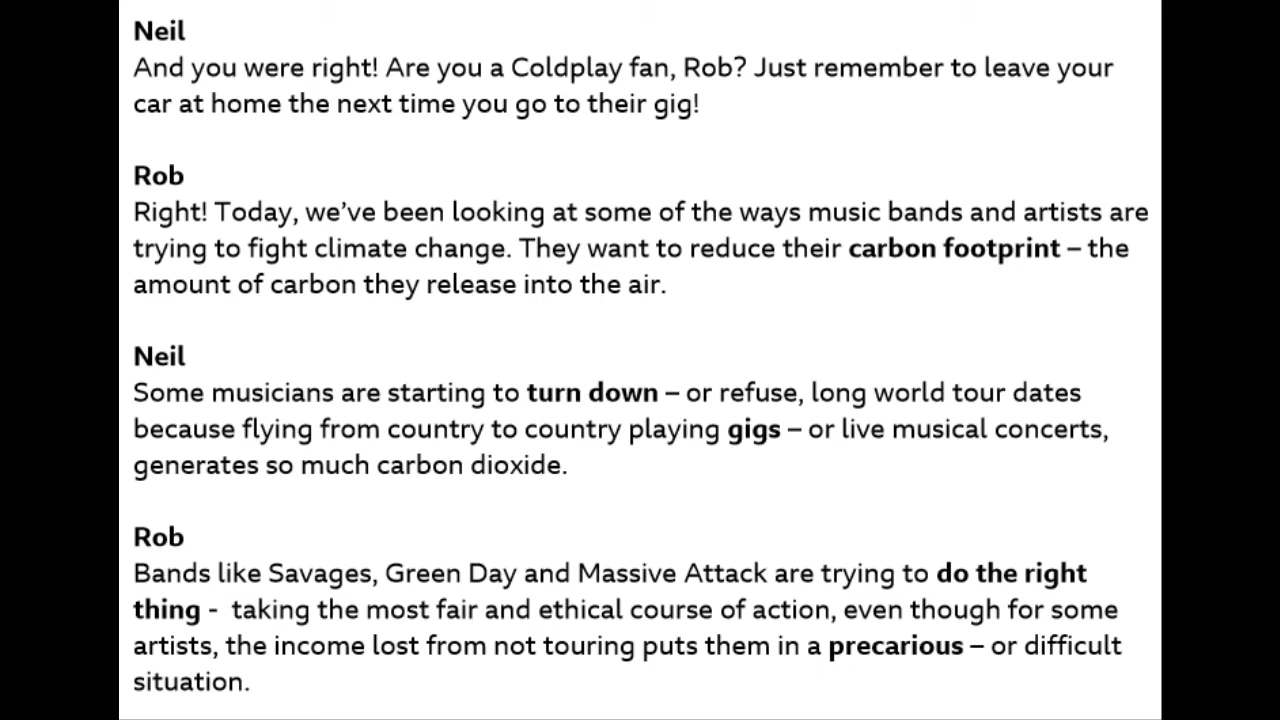 Neil
And you were right! Are you a Coldplay fan, Rob? Just remember to leave your
car at home the next time you go to their gig!
Rob
Right! Today, we’ve been looking at some of the ways music bands and artists are
trying to fight climate change. They want to reduce their carbon footprint – the
amount of carbon they release into the air.
Neil
Some musicians are starting to turn down – or refuse, long world tour dates
because flying from country to country playing gigs – or live musical concerts,
generates so much carbon dioxide.
Rob
Bands like Savages, Green Day and Massive Attack are trying to do the right
thing -  taking the most fair and ethical course of action, even though for some
artists, the income lost from not touring puts them in a precarious – or difficult
situation.